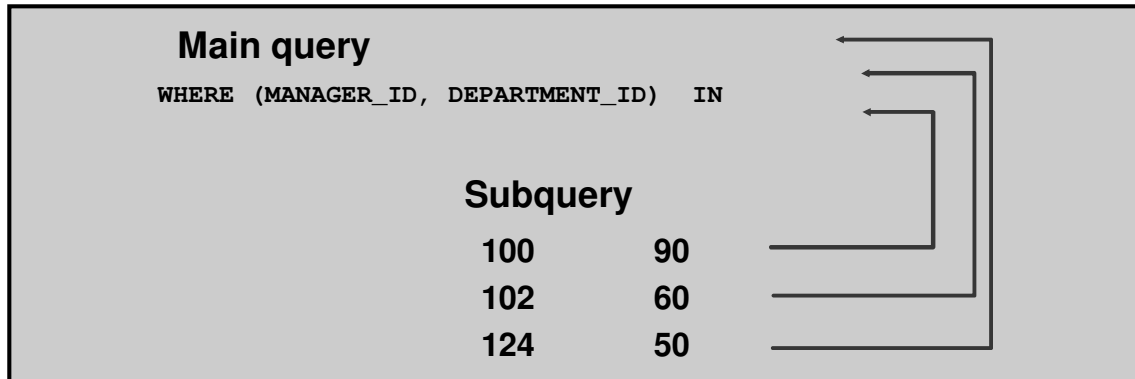 Main query
WHERE (MANAGER_ID, DEPARTMENT_ID) IN
Subquery
100 90
102 60
124 50